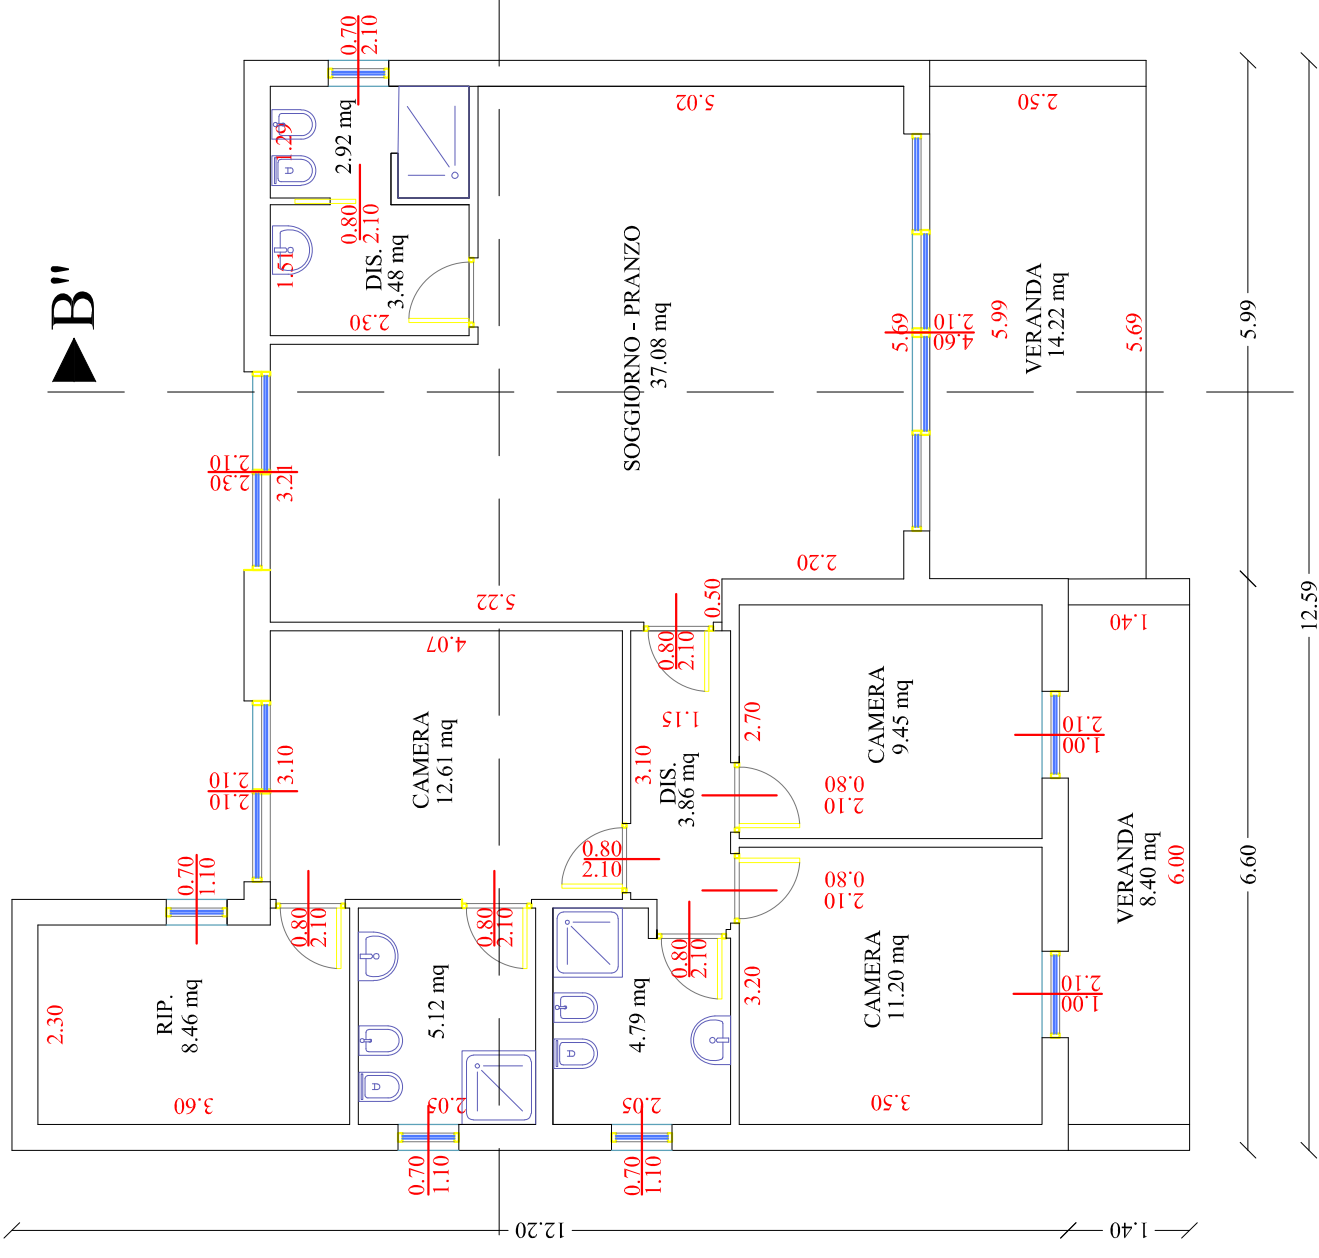 B"
0.70
2.10
1.29
2.92 mq
0.80
2.10
1.51
DIS.
3.48 mq
2.30
5.02
2.50
SOGGIORNO - PRANZO
37.08 mq
5.69
2.10
4.60
5.99
VERANDA
14.22 mq
5.69
5.99
2.10
2.30
3.21
5.22
2.20
0.50
12.59
4.07
0.80
2.10
1.40
1.15
2.10
2.10
3.10
CAMERA
12.61 mq
3.10
DIS.
3.86 mq
2.70
CAMERA
9.45 mq
0.80
2.10
2.10
1.00
0.70
1.10
0.80
2.10
0.80
2.10
VERANDA
8.40 mq
6.00
6.60
0.80
2.10
0.80
2.10
0.80
2.10
2.30
RIP.
8.46 mq
5.12 mq
4.79 mq
3.20
CAMERA
11.20 mq
2.10
1.00
3.60
2.05
2.05
3.50
0.70
1.10
0.70
1.10
12.20
1.40